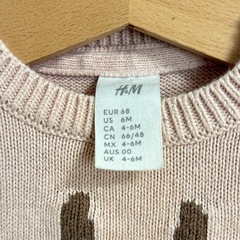 H&M
EUR 68
US 6M
CA 4-6M
CN 66/48
MX 4-6M
AUS 00
UK 4-6M